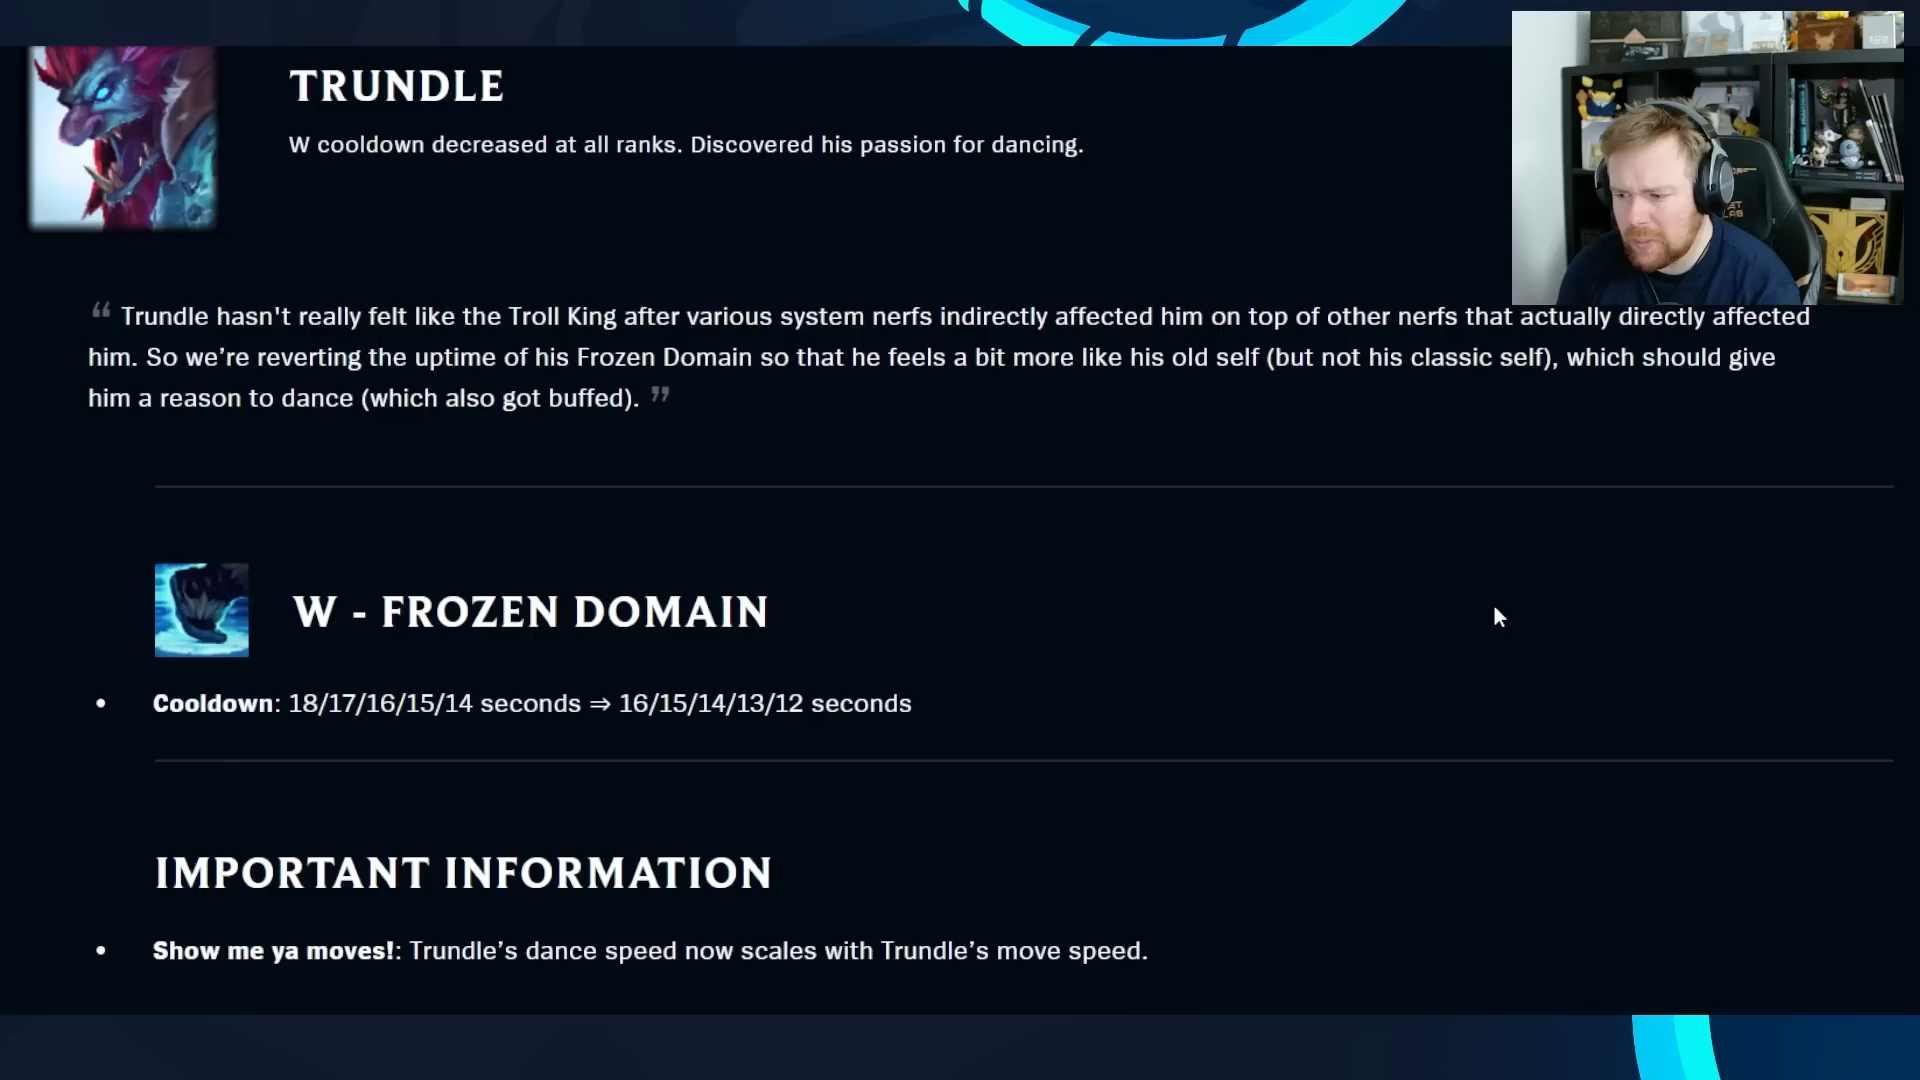 TRUNDLE
W cooldown decreased at all ranks. Discovered his passion for dancing.
“ Trundle hasn't really felt like the Troll King after various system nerfs indirectly affected him on top of other nerfs that actually directly affected
him. So we’re reverting the uptime of his Frozen Domain so that he feels a bit more like his old self (but not his classic self), which should give
him a reason to dance (which also got buffed). ”
W - FROZEN DOMAIN
• Cooldown: 18/17/16/15/14 seconds ⇒ 16/15/14/13/12 seconds
IMPORTANT INFORMATION
• Show me ya moves!: Trundle’s dance speed now scales with Trundle’s move speed.